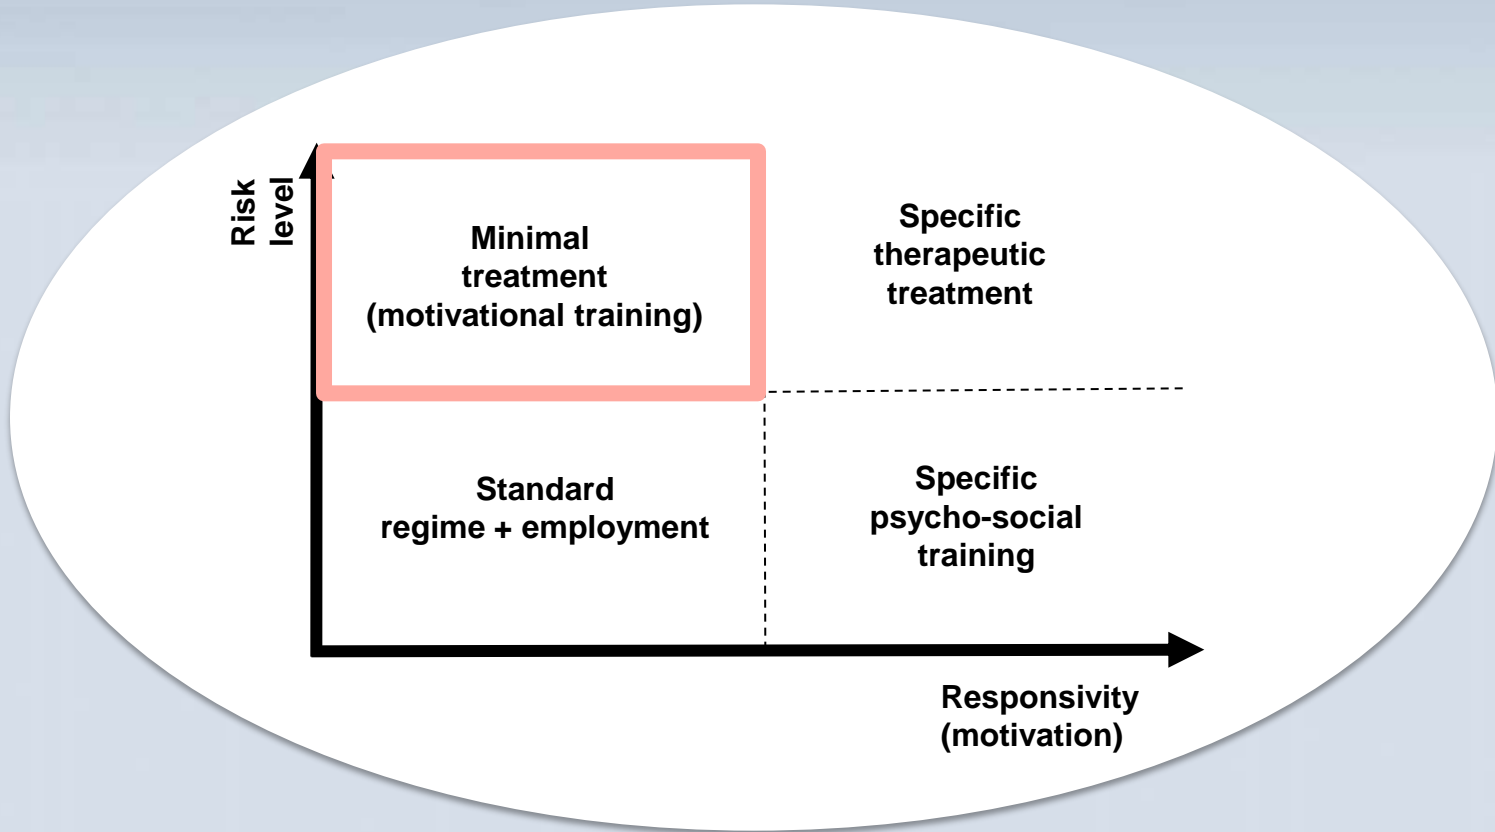 Risk
level
Minimal
treatment
(motivational training)
Specific
therapeutic
treatment
Standard
regime + employment
Specific
psycho-social
training
Responsivity
(motivation)